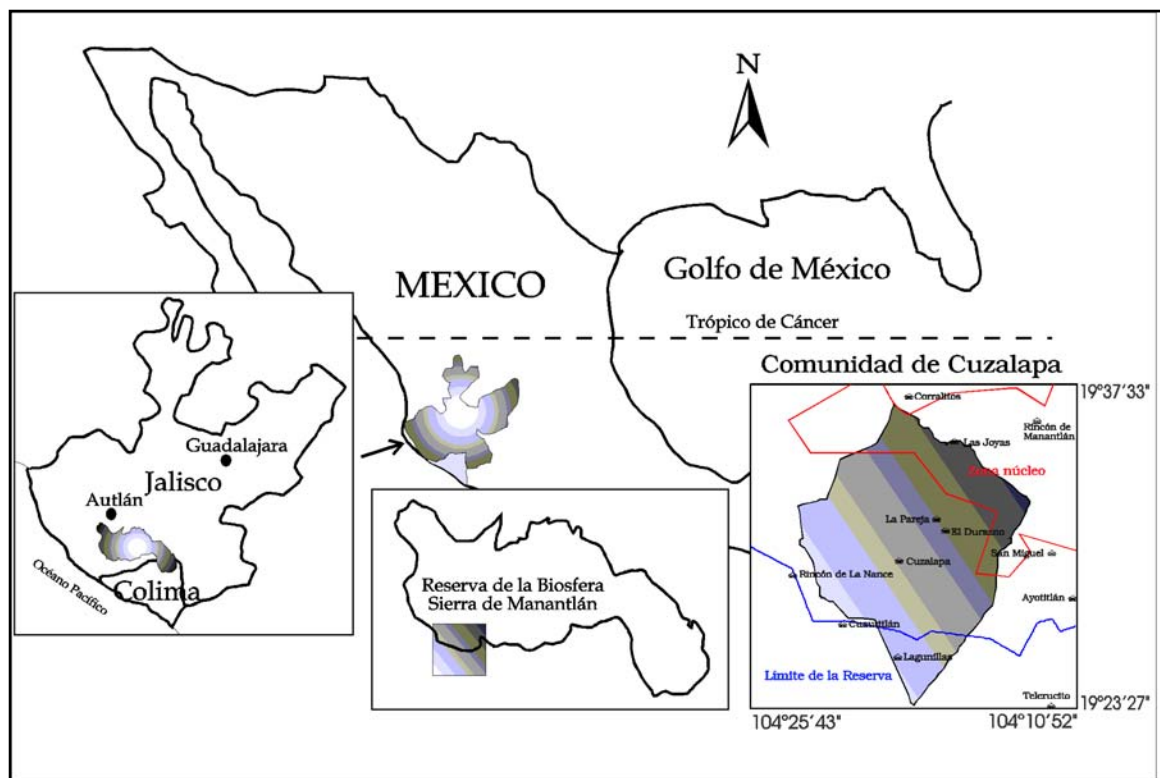 N
MEXICO
Golfo de México
Trópico de Cáncer
Guadalajara
Jalisco
Autlán
Colima
Océano Pacífico
Reserva de la Biosfera
Sierra de Manantlán
Comunidad de Cuzalapa
19°37'33"
Corralitos
Rincón de
Manantlán
Las Joyas
Zona núcleo
La Pareja
El Durazno
San Miguel
Cuzalapa
Rincón de La Nance
Ayotitlán
Cuautitlán
Lagunillas
Límite de la Reserva
Telcrucito
19°23'27"
104°25'43"
104°10'52"